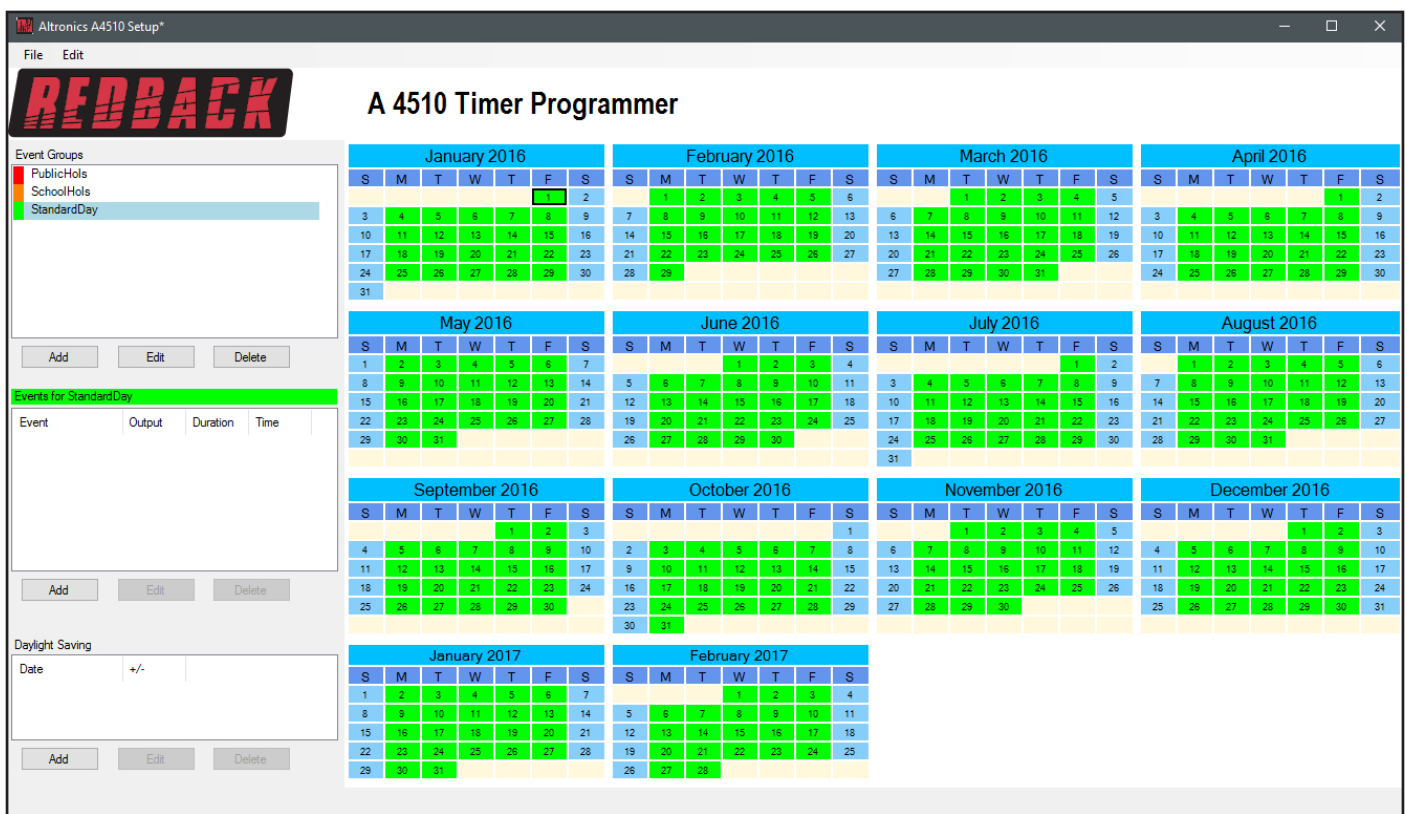 Altronics A4510 Setup*
File Edit
REDBACK
A 4510 Timer Programmer
Event Groups
PublicHols
SchoolHols
StandardDay
Add Edit Delete
Events for StandardDay
Event Output Duration Time
Add Edit Delete
Daylight Saving
Date +/-
Add Edit Delete
January 2016
S M T W T F S
1 2
3 4 5 6 7 8 9
10 11 12 13 14 15 16
17 18 19 20 21 22 23
24 25 26 27 28 29 30
31
February 2016
S M T W T F S
1 2 3 4 5 6
7 8 9 10 11 12 13
14 15 16 17 18 19 20
21 22 23 24 25 26 27
28 29
March 2016
S M T W T F S
1 2 3 4 5
6 7 8 9 10 11 12
13 14 15 16 17 18 19
20 21 22 23 24 25 26
27 28 29 30 31
April 2016
S M T W T F S
1 2
3 4 5 6 7 8 9
10 11 12 13 14 15 16
17 18 19 20 21 22 23
24 25 26 27 28 29 30
May 2016
S M T W T F S
1 2 3 4 5 6 7
8 9 10 11 12 13 14
15 16 17 18 19 20 21
22 23 24 25 26 27 28
29 30 31
June 2016
S M T W T F S
1 2 3 4
5 6 7 8 9 10 11
12 13 14 15 16 17 18
19 20 21 22 23 24 25
26 27 28 29 30
July 2016
S M T W T F S
1 2
3 4 5 6 7 8 9
10 11 12 13 14 15 16
17 18 19 20 21 22 23
24 25 26 27 28 29 30
31
August 2016
S M T W T F S
1 2 3 4 5 6
7 8 9 10 11 12 13
14 15 16 17 18 19 20
21 22 23 24 25 26 27
28 29 30 31
September 2016
S M T W T F S
1 2 3
4 5 6 7 8 9 10
11 12 13 14 15 16 17
18 19 20 21 22 23 24
25 26 27 28 29 30
October 2016
S M T W T F S
1
2 3 4 5 6 7 8
9 10 11 12 13 14 15
16 17 18 19 20 21 22
23 24 25 26 27 28 29
30 31
November 2016
S M T W T F S
1 2 3 4 5
6 7 8 9 10 11 12
13 14 15 16 17 18 19
20 21 22 23 24 25 26
27 28 29 30
December 2016
S M T W T F S
1 2 3
4 5 6 7 8 9 10
11 12 13 14 15 16 17
18 19 20 21 22 23 24
25 26 27 28 29 30 31
January 2017
S M T W T F S
1 2 3 4 5 6 7
8 9 10 11 12 13 14
15 16 17 18 19 20 21
22 23 24 25 26 27 28
29 30 31
February 2017
S M T W T F S
1 2 3 4
5 6 7 8 9 10 11
12 13 14 15 16 17 18
19 20 21 22 23 24 25
26 27 28